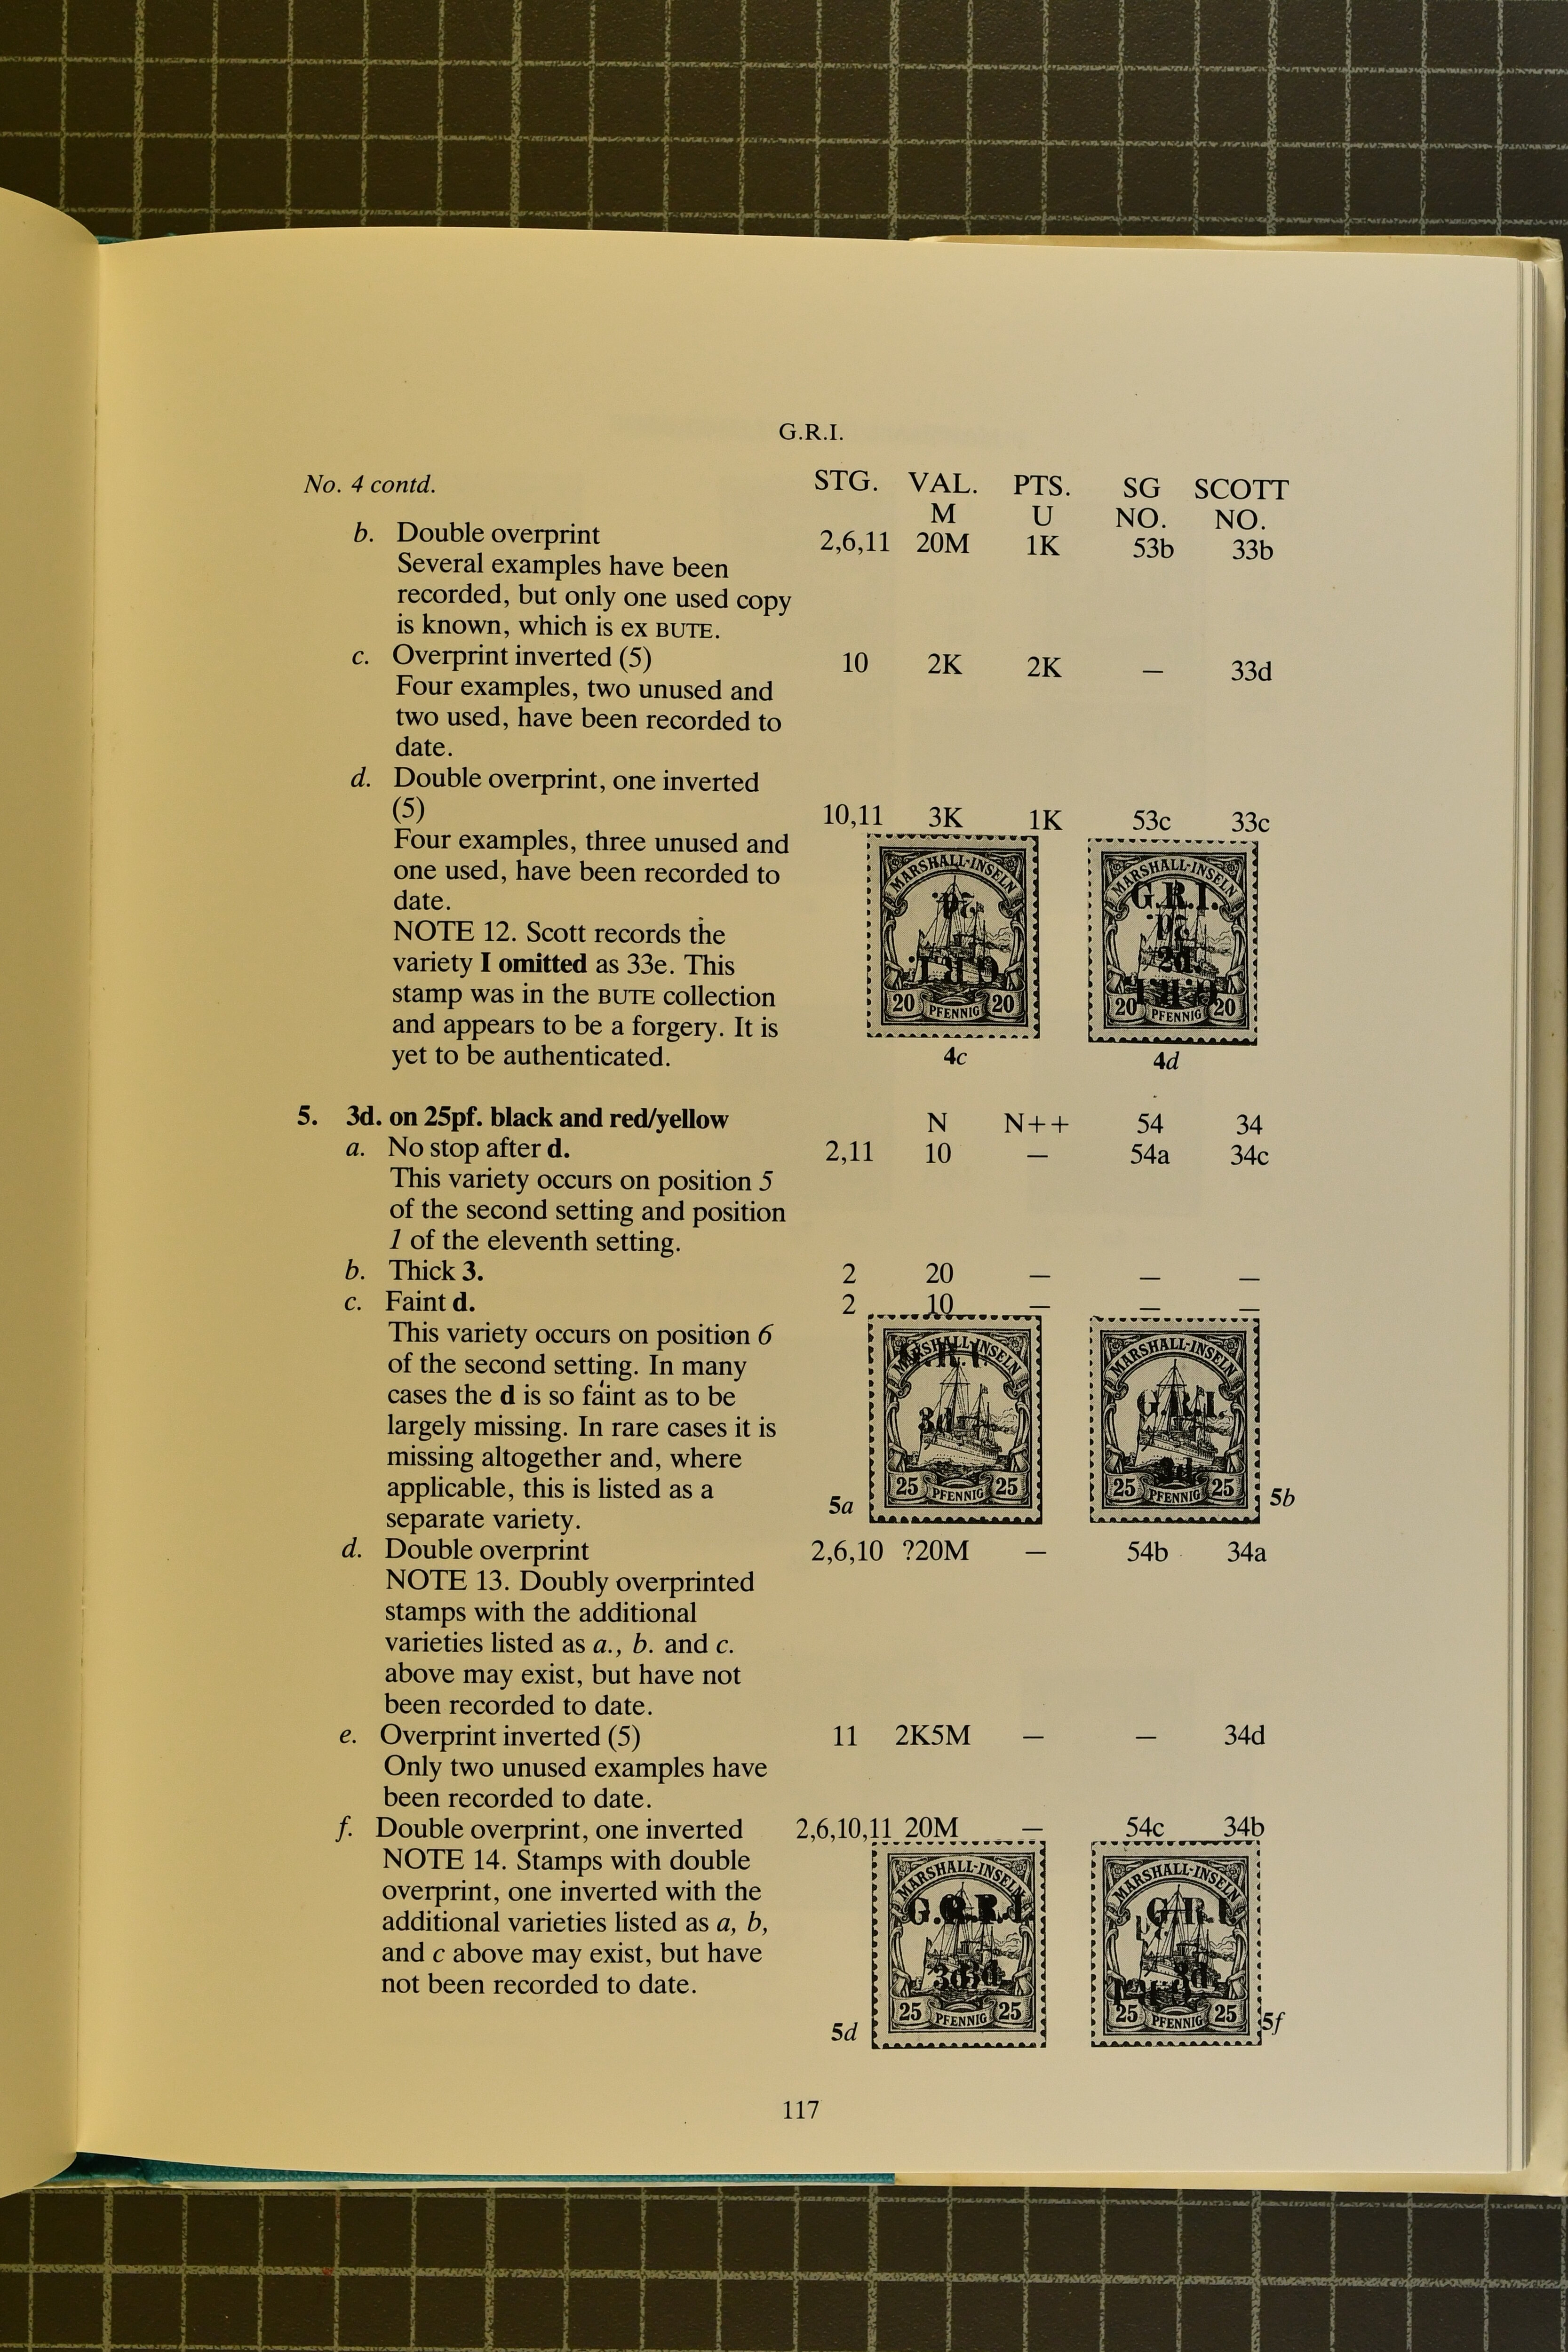 G.R.I.
No. 4 contd. STG. VAL. PTS. SG SCOTT
M U NO. NO.
b. Double overprint 2,6,11 20M 1K 53b 33b
Several examples have been
recorded, but only one used copy
is known, which is ex BUTE.
c. Overprint inverted (5) 10 2K 2K — 33d
Four examples, two unused and
two used, have been recorded to
date.
d. Double overprint, one inverted
(5) 10,11 3K 1K 53c 33c
Four examples, three unused and
one used, have been recorded to
date.
NOTE 12. Scott records the
variety I omitted as 33e. This
stamp was in the BUTE collection
and appears to be a forgery. It is
yet to be authenticated.
MARSHALL-INSELN
2d.
G.R.I.
20 PFENNIG 20
4c
MARSHALL-INSELN
G.R.I.
2d.
2d.
G.R.I.
20 PFENNIG 20
4d
5. 3d. on 25pf. black and red/yellow N N++ 54 34
a. No stop after d. 2,11 10 — 54a 34c
This variety occurs on position 5
of the second setting and position
1 of the eleventh setting.
b. Thick 3. 2 20 — — —
c. Faint d. 2 10 — — —
This variety occurs on position 6
of the second setting. In many
cases the d is so faint as to be
largely missing. In rare cases it is
missing altogether and, where
applicable, this is listed as a
separate variety.
MARSHALL-INSELN
G.R.I.
3d
25 PFENNIG 25
5a
MARSHALL-INSELN
G.R.I.
3d.
25 PFENNIG 25
5b
d. Double overprint 2,6,10 ?20M — 54b 34a
NOTE 13. Doubly overprinted
stamps with the additional
varieties listed as a., b. and c.
above may exist, but have not
been recorded to date.
e. Overprint inverted (5) 11 2K5M — — 34d
Only two unused examples have
been recorded to date.
f. Double overprint, one inverted 2,6,10,11 20M — 54c 34b
NOTE 14. Stamps with double
overprint, one inverted with the
additional varieties listed as a, b,
and c above may exist, but have
not been recorded to date.
MARSHALL-INSELN
G.G.R.I.
3d3d.
25 PFENNIG 25
5d
MARSHALL-INSELN
G.R.I.
3d.
25 PFENNIG 25
5f
117